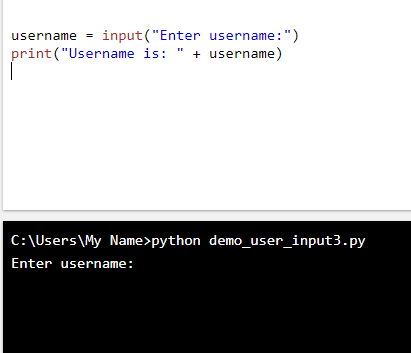 username = input("Enter username:")
print("Username is: " + username)
C:\Users\My Name>python demo_user_input3.py
Enter username: